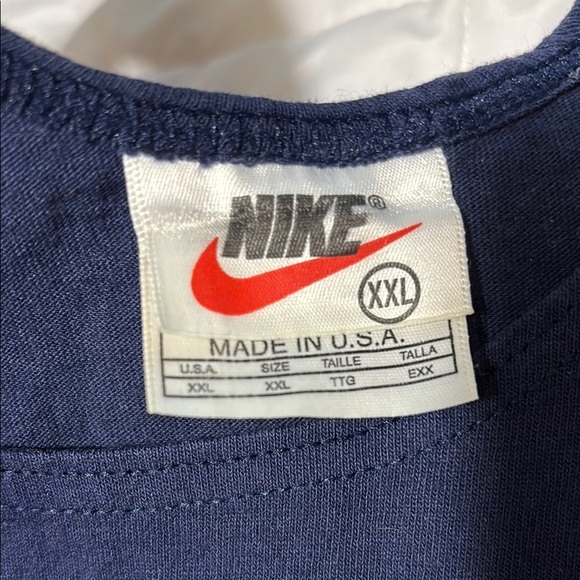 NIKE®
XXL
MADE IN U.S.A.
U.S.A. SIZE TAILLE TALLA
XXL XXL TTG EXX